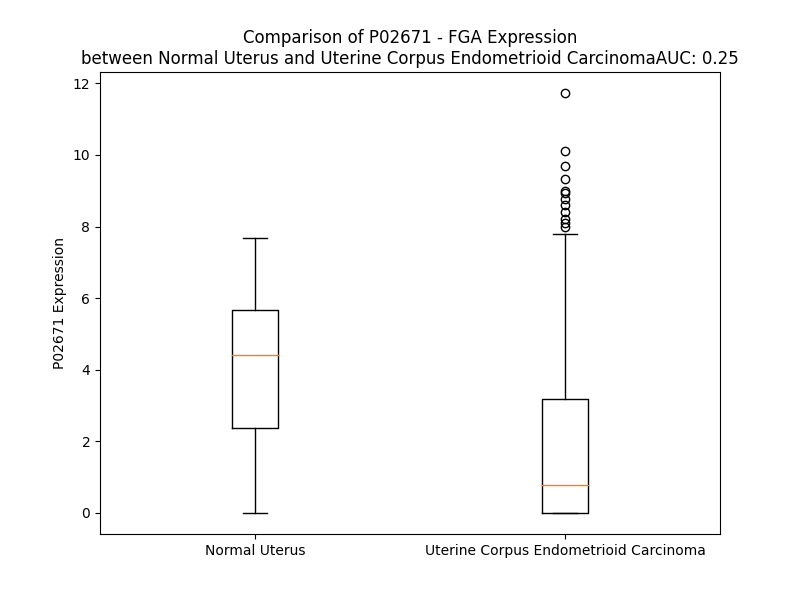 Comparison of P02671 - FGA Expression
between Normal Uterus and Uterine Corpus Endometrioid CarcinomaAUC: 0.25
12
10
8
6
4
2
0
P02671 Expression
Normal Uterus
Uterine Corpus Endometrioid Carcinoma